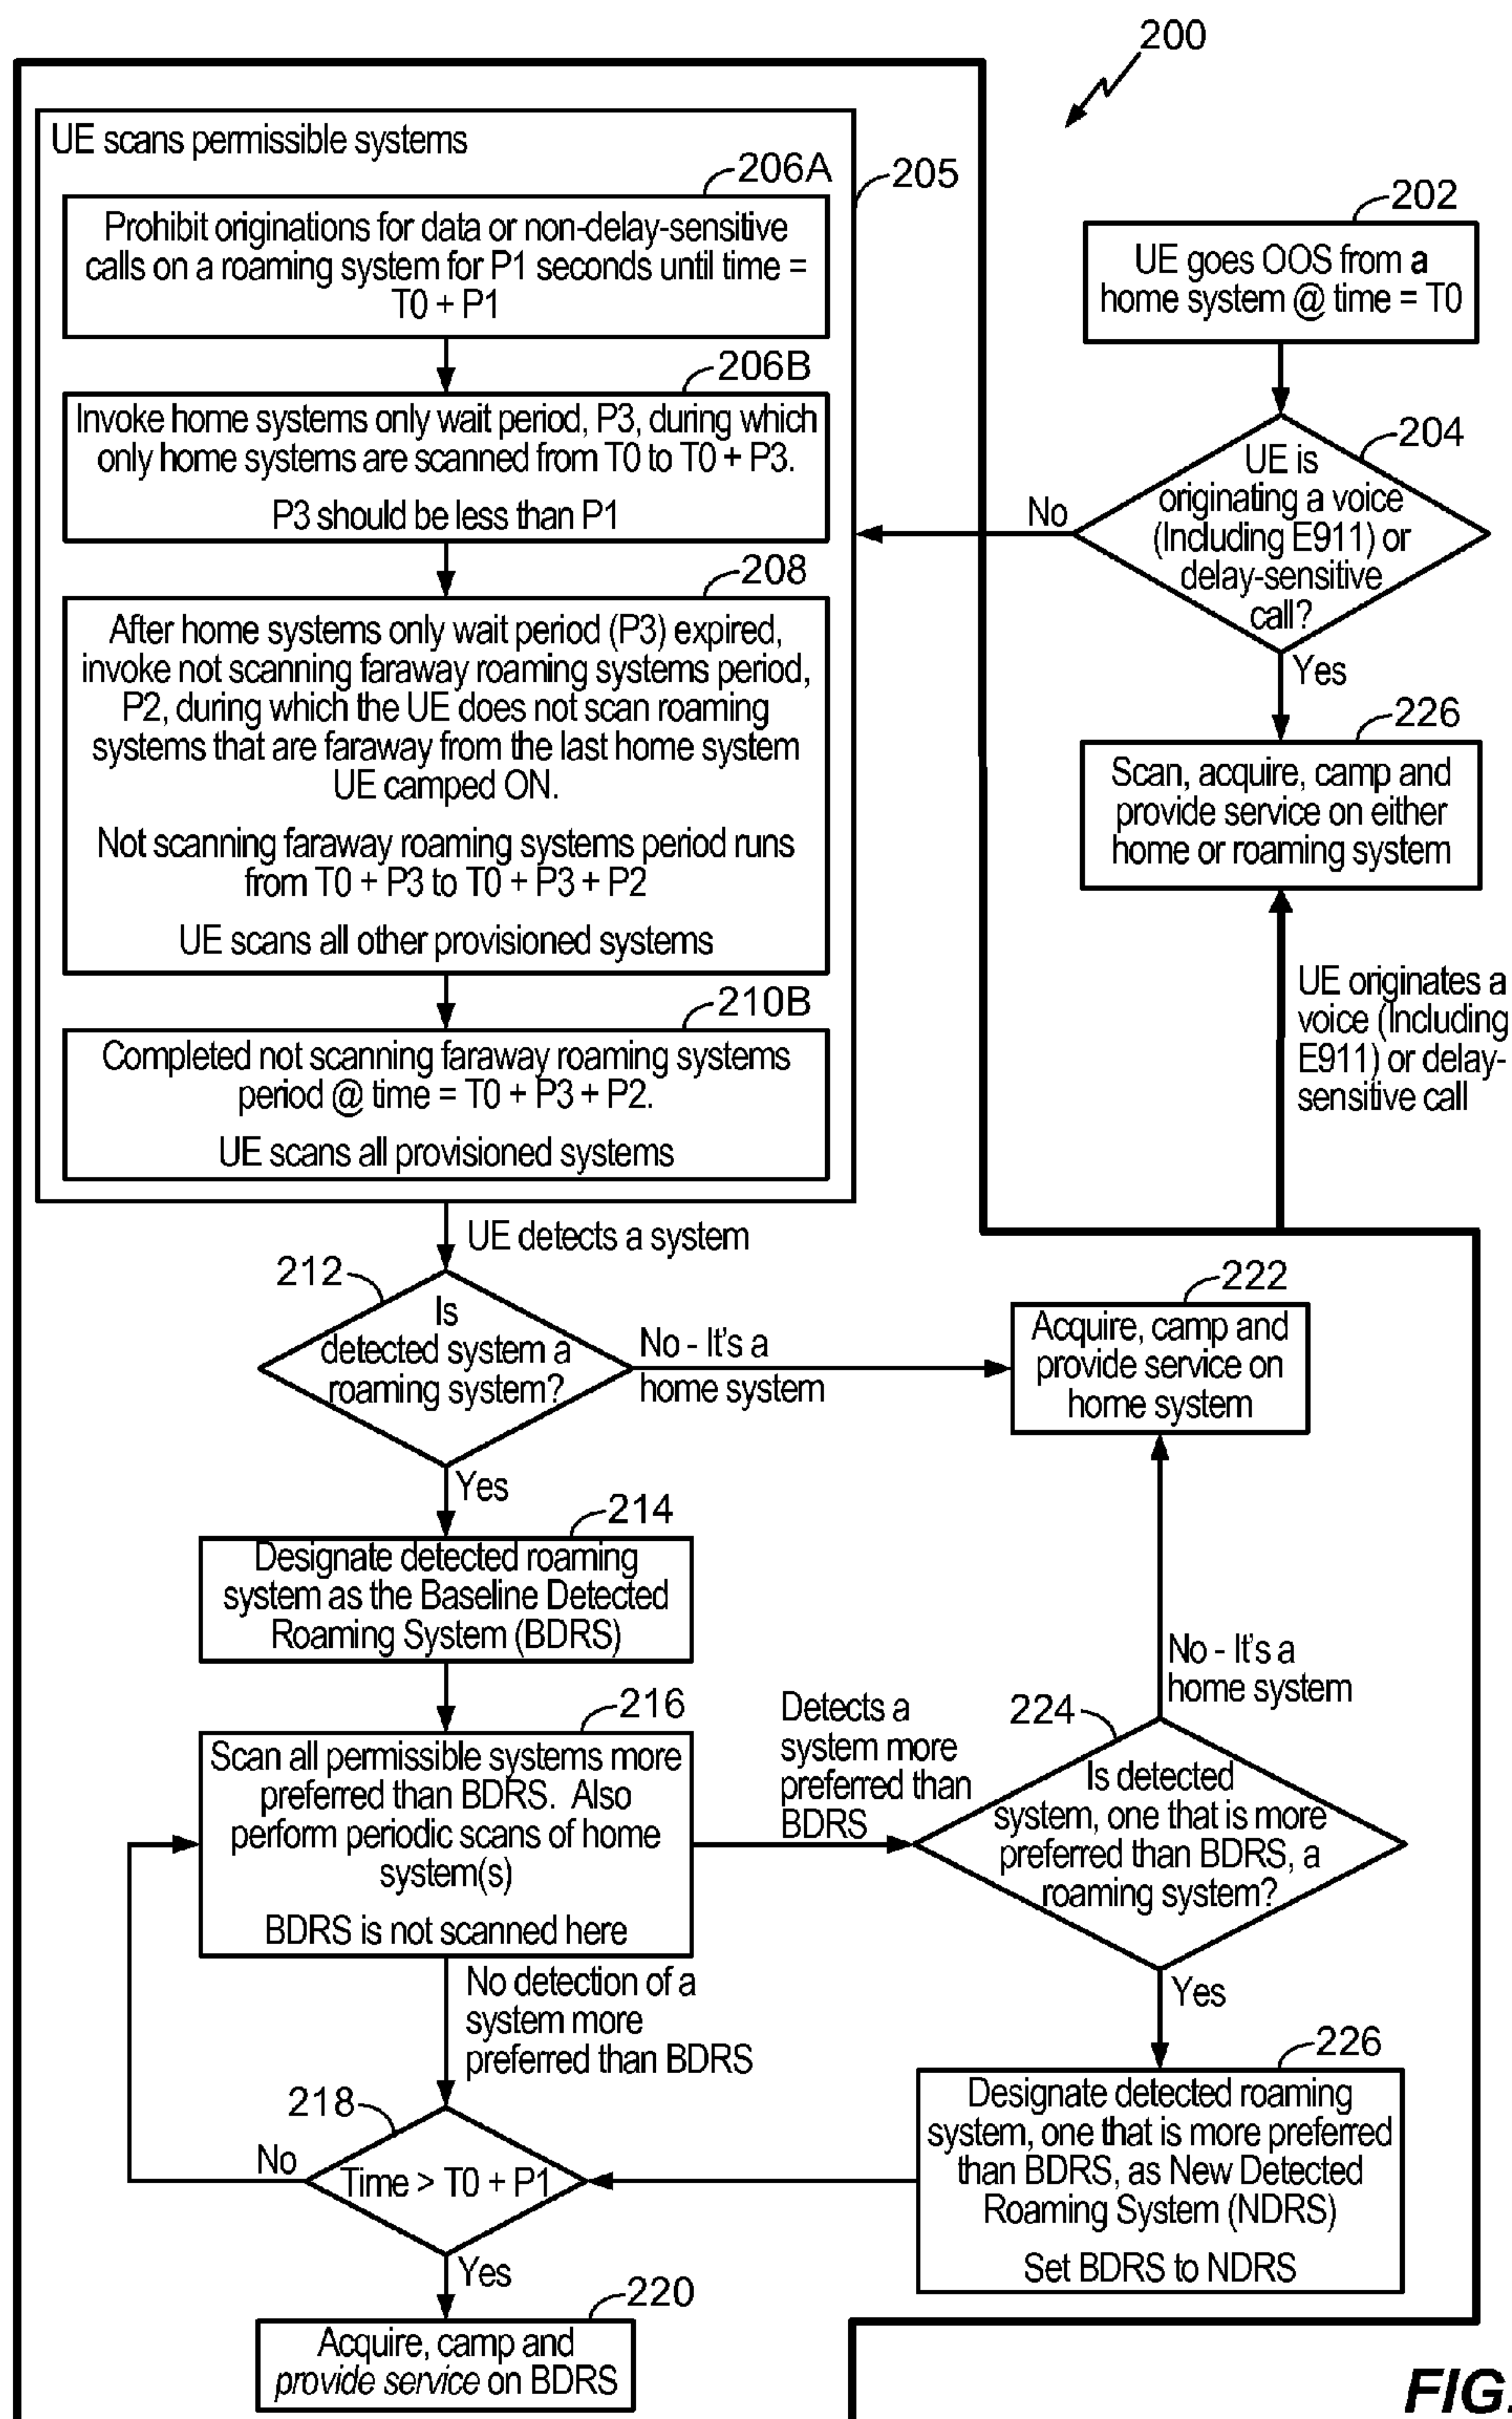 200
UE scans permissible systems
205
206A
Prohibit originations for data or non-delay-sensitive
calls on a roaming system for P1 seconds until time =
T0 + P1
206B
Invoke home systems only wait period, P3, during which
only home systems are scanned from T0 to T0 + P3.
P3 should be less than P1
208
After home systems only wait period (P3) expired,
invoke not scanning faraway roaming systems period,
P2, during which the UE does not scan roaming
systems that are faraway from the last home system
UE camped ON.
Not scanning faraway roaming systems period runs
from T0 + P3 to T0 + P3 + P2
UE scans all other provisioned systems
210B
Completed not scanning faraway roaming systems
period @ time = T0 + P3 + P2.
UE scans all provisioned systems
202
UE goes OOS from a
home system @ time = T0
204
UE is
originating a voice
(Including E911) or
delay-sensitive
call?
No
Yes
226
Scan, acquire, camp and
provide service on either
home or roaming system
UE originates a
voice (Including
E911) or delay-
sensitive call
UE detects a system
212
Is
detected system a
roaming system?
No - It's a
home system
222
Acquire, camp and
provide service on
home system
Yes
214
Designate detected roaming
system as the Baseline Detected
Roaming System (BDRS)
216
Scan all permissible systems more
preferred than BDRS. Also
perform periodic scans of home
system(s)
BDRS is not scanned here
Detects a
system more
preferred than
BDRS
224
Is detected
system, one that is more
preferred than BDRS, a
roaming system?
No - It's a
home system
Yes
No detection of a
system more
preferred than BDRS
226
Designate detected roaming
system, one that is more preferred
than BDRS, as New Detected
Roaming System (NDRS)
Set BDRS to NDRS
218
Time > T0 + P1
No
Yes
220
Acquire, camp and
provide service on BDRS
FIG.